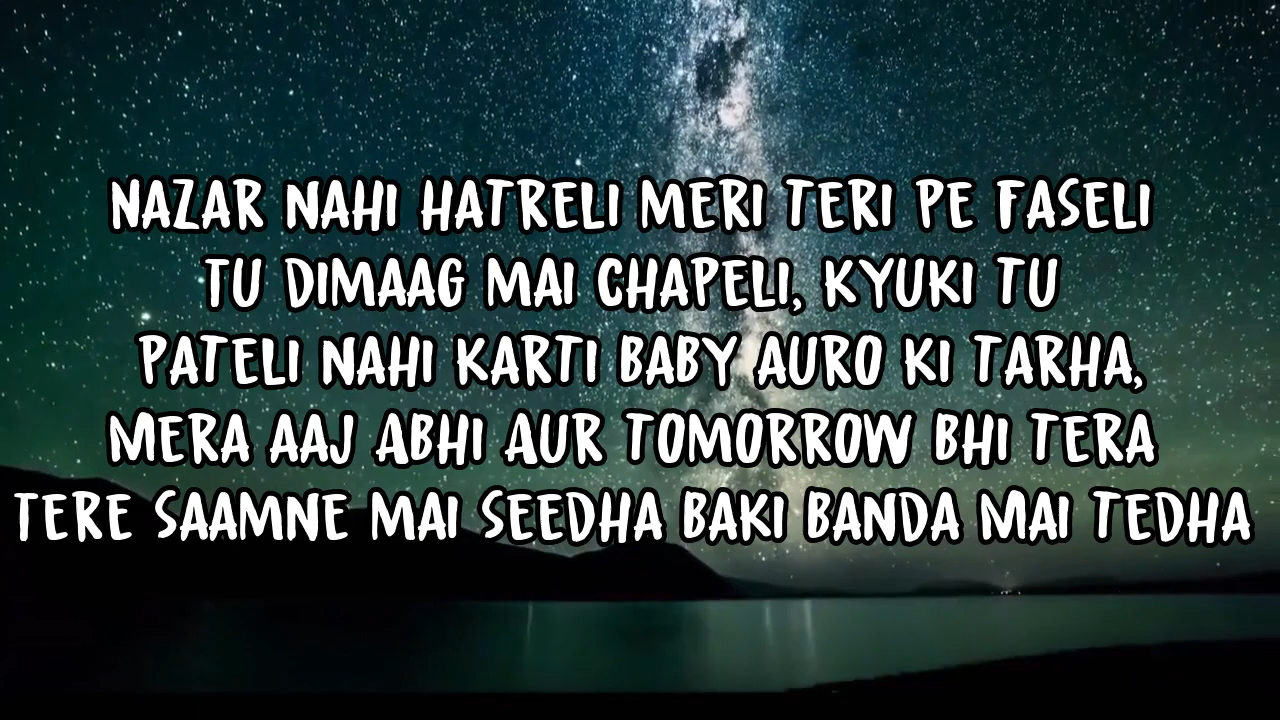 NAZAR NAHI HATRELI MERI TERI PE FASELI
TU DIMAAG MAI CHAPELI, KYUKI TU
PATELI NAHI KARTI BABY AURO KI TARHA,
MERA AAJ ABHI AUR TOMORROW BHI TERA
TERE SAAMNE MAI SEEDHA BAKI BANDA MAI TEDHA